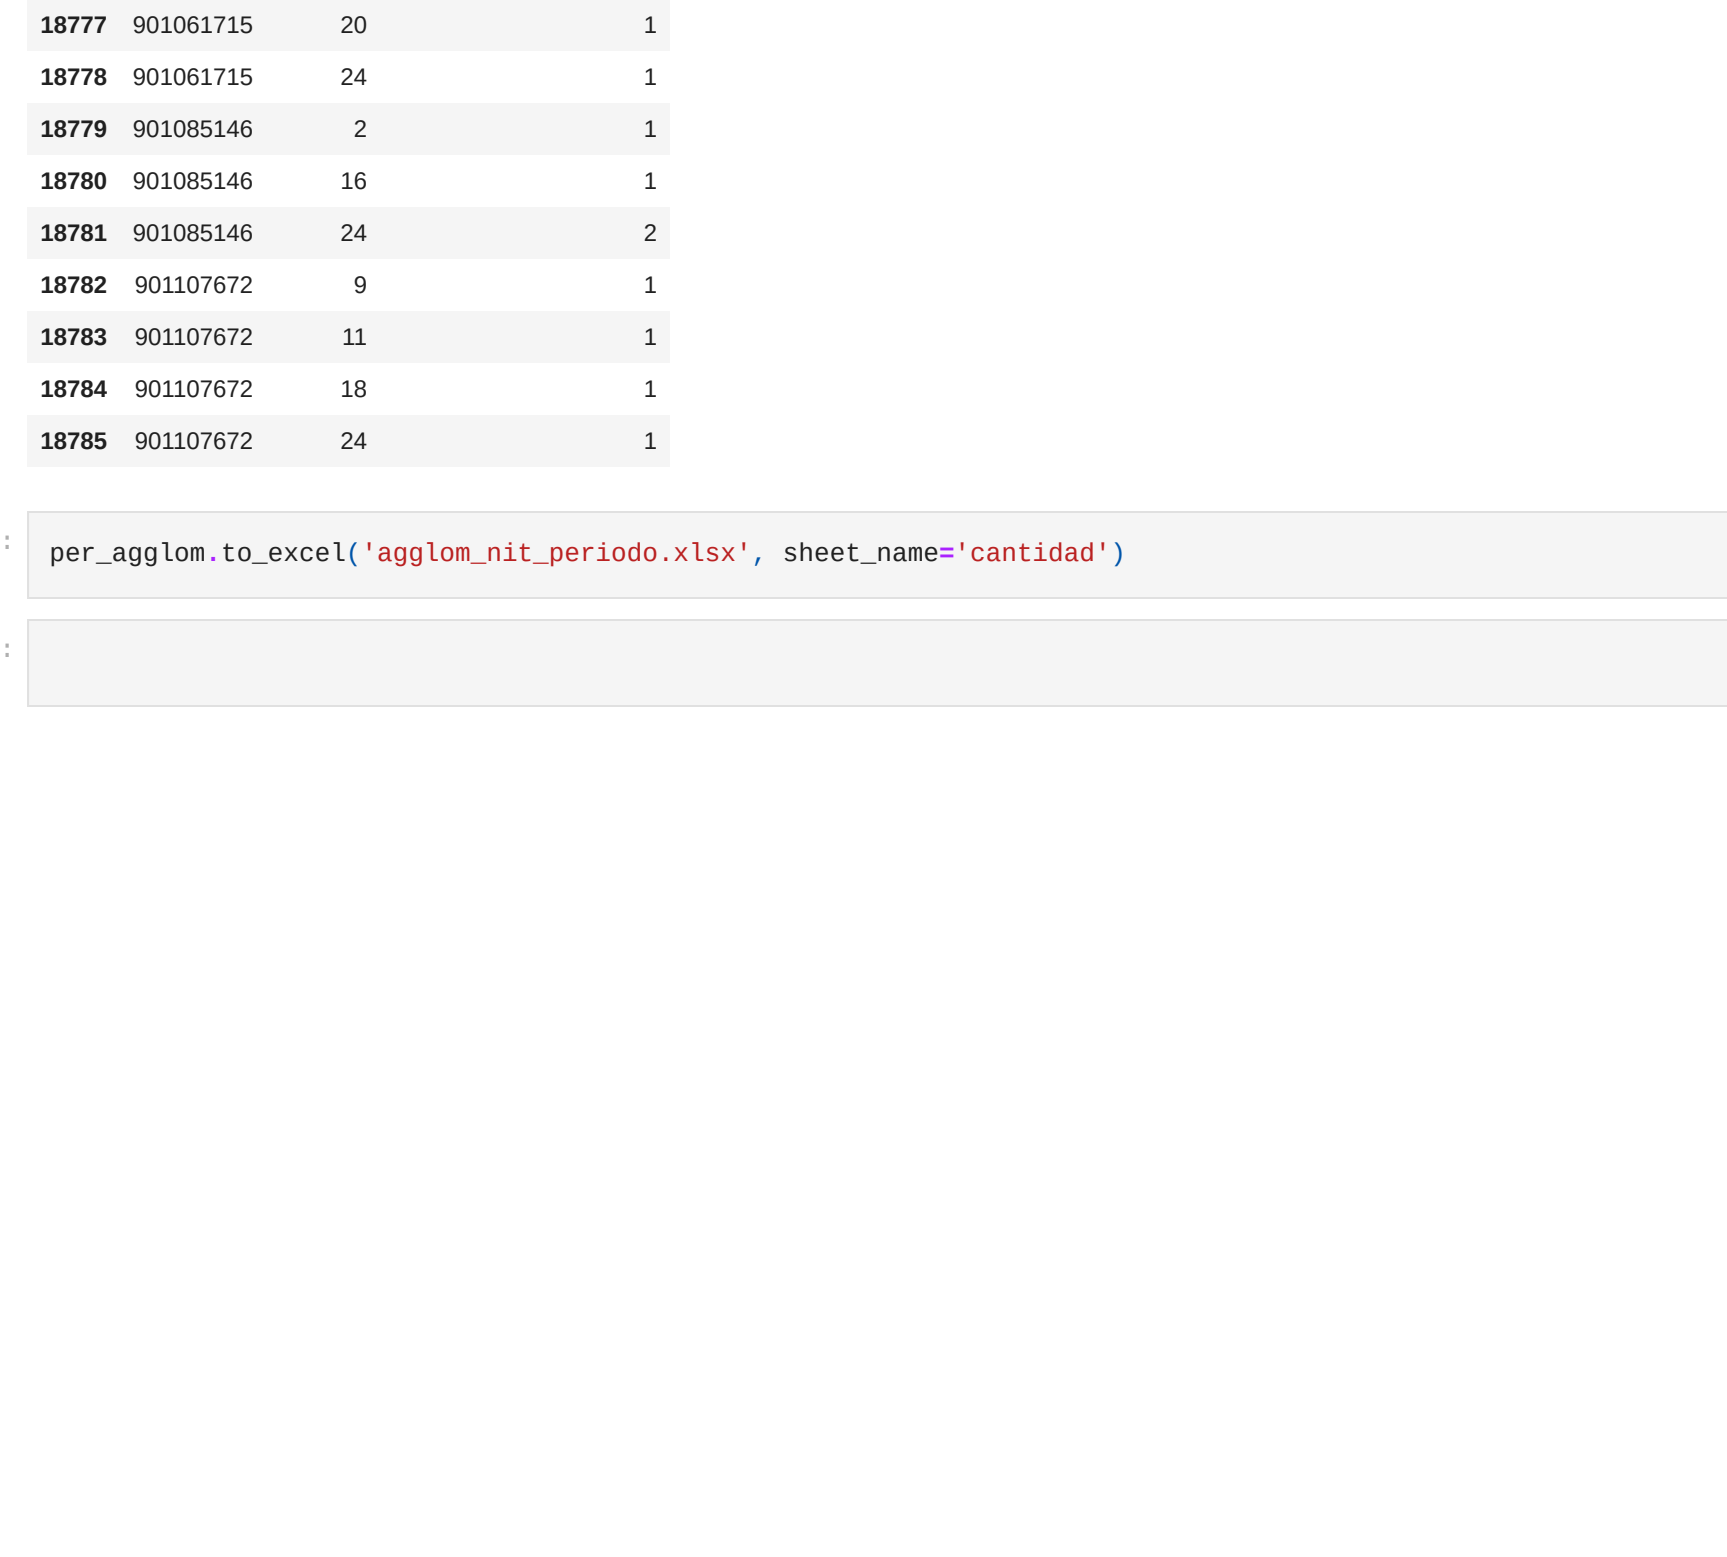 18777 901061715 20 1
18778 901061715 24 1
18779 901085146 2 1
18780 901085146 16 1
18781 901085146 24 2
18782 901107672 9 1
18783 901107672 11 1
18784 901107672 18 1
18785 901107672 24 1
: per_agglom.to_excel('agglom_nit_periodo.xlsx', sheet_name='cantidad')
: